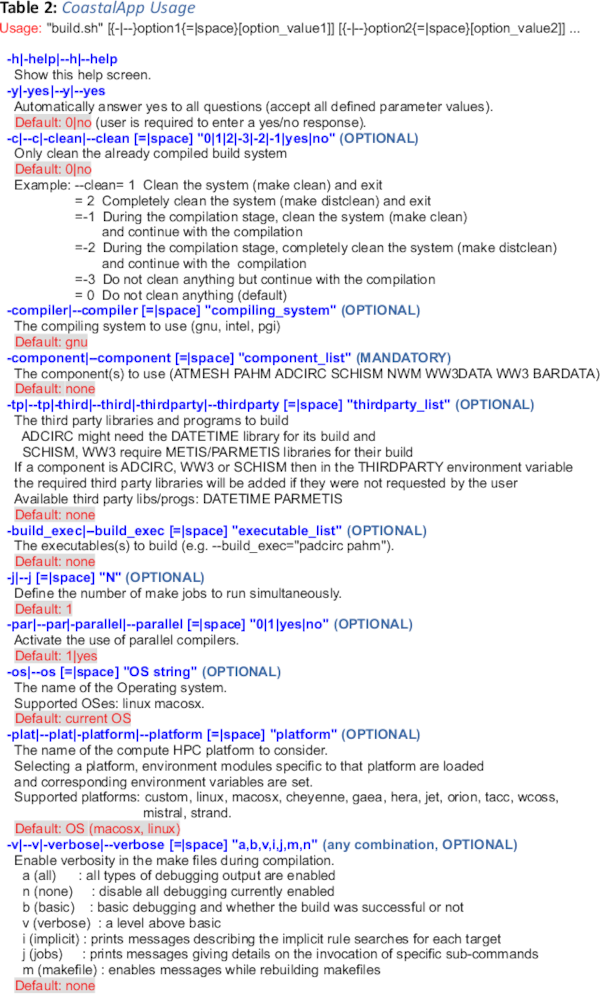 Table 2: CoastalApp Usage
Usage: "build.sh" [{-|--}option1{=|space}[option_value1]] [{-|--}option2{=|space}[option_value2]] ...
-h|-help|--h|--help
Show this help screen.
-y|-yes|--y|--yes
Automatically answer yes to all questions (accept all defined parameter values).
Default: 0|no (user is required to enter a yes/no response).
-c|--c|-clean|--clean [=|space] "0|1|2|-3|-2|-1|yes|no" (OPTIONAL)
Only clean the already compiled build system
Default: 0|no
Example: --clean= 1 Clean the system (make clean) and exit
= 2 Completely clean the system (make distclean) and exit
=-1 During the compilation stage, clean the system (make clean)
and continue with the compilation
=-2 During the compilation stage, completely clean the system (make distclean)
and continue with the compilation
=-3 Do not clean anything but continue with the compilation
= 0 Do not clean anything (default)
-compiler|--compiler [=|space] "compiling_system" (OPTIONAL)
The compiling system to use (gnu, intel, pgi)
Default: gnu
-component|--component [=|space] "component_list" (MANDATORY)
The component(s) to use (ATMESH PAHM ADCIRC SCHISM NWM WW3DATA WW3 BARDATA)
Default: none
-tp|--tp|-third|--third|-thirdparty|--thirdparty [=|space] "thirdparty_list" (OPTIONAL)
The third party libraries and programs to build
ADCIRC might need the DATETIME library for its build and
SCHISM, WW3 require METIS/PARMETIS libraries for their build
If a component is ADCIRC, WW3 or SCHISM then in the THIRDPARTY environment variable
the required third party libraries will be added if they were not requested by the user
Available third party libs/progs: DATETIME PARMETIS
Default: none
-build_exec|--build_exec [=|space] "executable_list" (OPTIONAL)
The executables(s) to build (e.g. --build_exec="padcirc pahm").
Default: none
-j|--j [=|space] "N" (OPTIONAL)
Define the number of make jobs to run simultaneously.
Default: 1
-par|--par|-parallel|--parallel [=|space] "0|1|yes|no" (OPTIONAL)
Activate the use of parallel compilers.
Default: 1|yes
-os|--os [=|space] "OS string" (OPTIONAL)
The name of the Operating system.
Supported OSes: linux macosx.
Default: current OS
-plat|--plat|-platform|--platform [=|space] "platform" (OPTIONAL)
The name of the compute HPC platform to consider.
Selecting a platform, environment modules specific to that platform are loaded
and corresponding environment variables are set.
Supported platforms: custom, linux, macosx, cheyenne, gaea, hera, jet, orion, tacc, wcoss,
mistral, strand.
Default: OS (macosx, linux)
-v|--v|-verbose|--verbose [=|space] "a,b,v,i,j,m,n" (any combination, OPTIONAL)
Enable verbosity in the make files during compilation.
a (all) : all types of debugging output are enabled
n (none) : disable all debugging currently enabled
b (basic) : basic debugging and whether the build was successful or not
v (verbose) : a level above basic
i (implicit) : prints messages describing the implicit rule searches for each target
j (jobs) : prints messages giving details on the invocation of specific sub-commands
m (makefile) : enables messages while rebuilding makefiles
Default: none